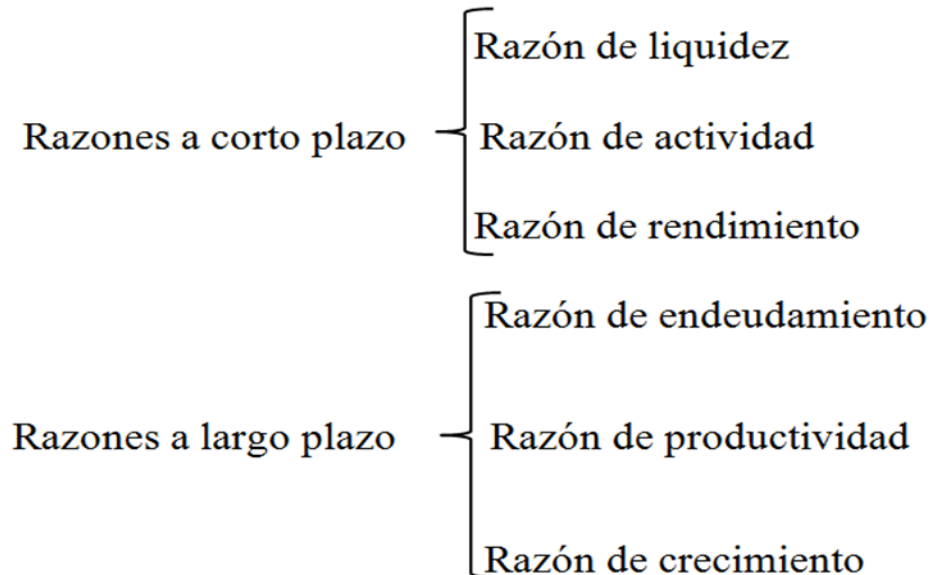 Razón de liquidez
Razones a corto plazo
Razón de actividad
Razón de rendimiento
Razón de endeudamiento
Razones a largo plazo
Razón de productividad
Razón de crecimiento